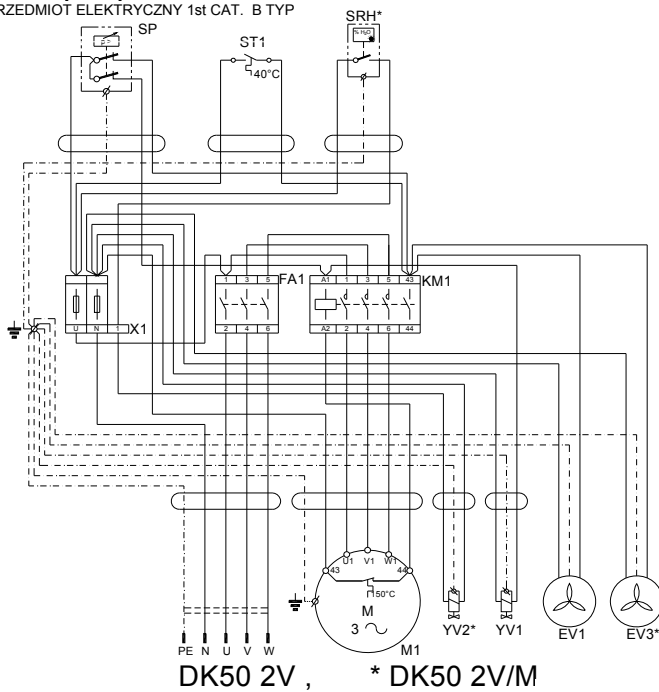 RZEDMIOT ELEKTRYCZNY 1st CAT. B TYP
SP
ST1
SRH*
% H₂O
40°C
1 3 5
FA1
A1 1 3 5 43
KM1
U N 1
X1
2 4 6
A2 2 4 6 44
43 U1 V1 W1 44
150°C
M
3
M1
YV2*
YV1
EV1
EV3*
PE N U V W
DK50 2V , * DK50 2V/M